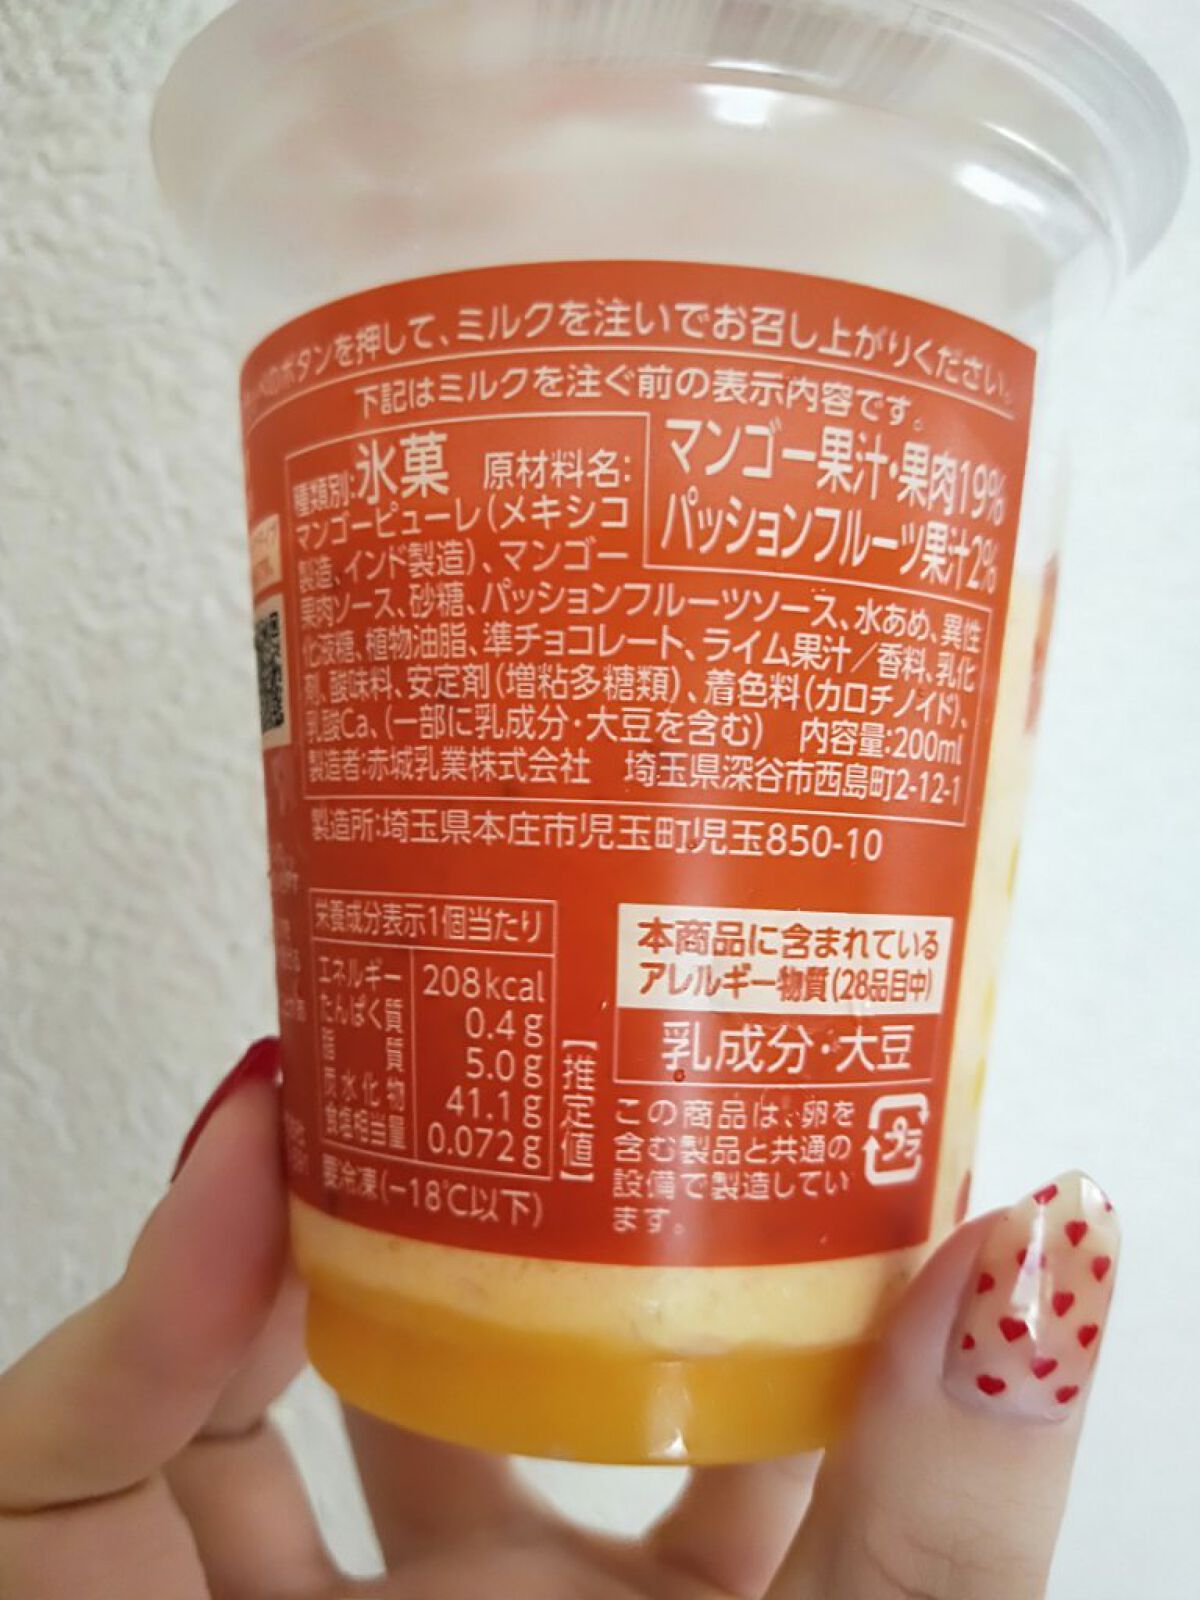 のボタンを押して、ミルクを注いでお召し上がりください。
下記はミルクを注ぐ前の表示内容です。
マンゴー果汁・果肉19%
パッションフルーツ果汁2%
種類別:氷菓 原材料名:
マンゴーピューレ(メキシコ
製造、インド製造)、マンゴー
果肉ソース、砂糖、パッションフルーツソース、水あめ、異性
化液糖、植物油脂、準チョコレート、ライム果汁/香料、乳化
剤、酸味料、安定剤(増粘多糖類)、着色料(カロチノイド)、
乳酸Ca、(一部に乳成分・大豆を含む) 内容量:200ml
製造者:赤城乳業株式会社 埼玉県深谷市西島町2-12-1
製造所:埼玉県本庄市児玉町児玉850-10
栄養成分表示1個当たり
エネルギー 208kcal
たんぱく質 0.4g
脂質 5.0g
炭水化物 41.1g
食塩相当量 0.072g
【推定値】
要冷凍(-18℃以下)
本商品に含まれている
アレルギー物質(28品目中)
乳成分・大豆
この商品は、卵を
含む製品と共通の
設備で製造してい
ます。
プラ